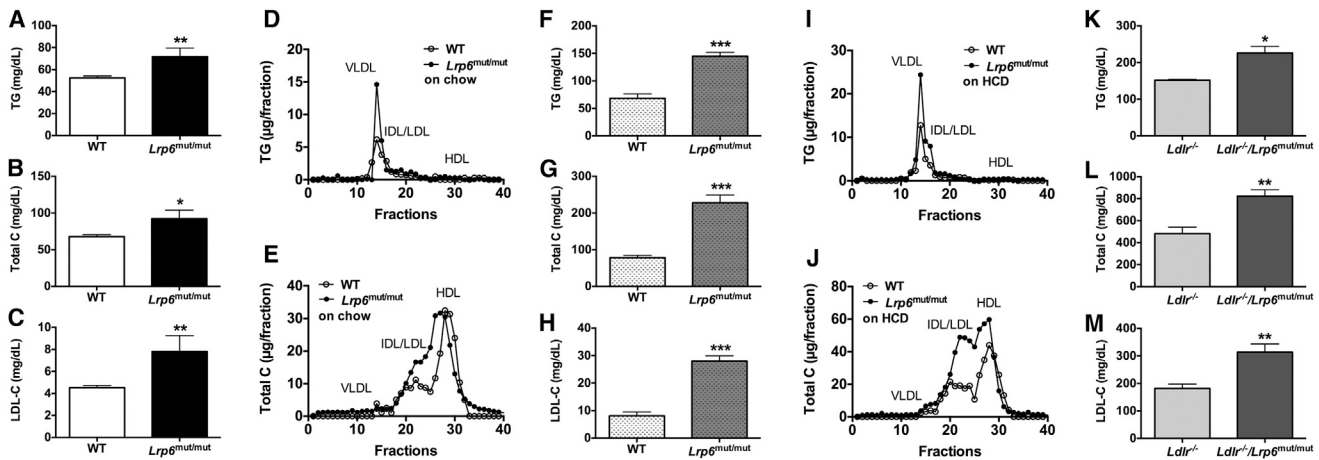 A
TG (mg/dL)
100
80
60
40
20
0
**
WT
Lrp6mut/mut
B
Total C (mg/dL)
150
100
50
0
*
WT
Lrp6mut/mut
C
LDL-C (mg/dL)
10
8
6
4
2
0
**
WT
Lrp6mut/mut
D
TG (µg/fraction)
20
15
10
5
0
WT
Lrp6mut/mut
on chow
VLDL
IDL/LDL
HDL
0 10 20 30 40
Fractions
E
Total C (µg/fraction)
40
30
20
10
0
WT
Lrp6mut/mut
on chow
HDL
IDL/LDL
VLDL
0 10 20 30 40
Fractions
F
TG (mg/dL)
200
150
100
50
0
***
WT
Lrp6mut/mut
G
Total C (mg/dL)
300
200
100
0
***
WT
Lrp6mut/mut
H
LDL-C (mg/dL)
40
30
20
10
0
***
WT
Lrp6mut/mut
I
TG (µg/fraction)
30
20
10
0
WT
Lrp6mut/mut
on HCD
VLDL
IDL/LDL
HDL
0 10 20 30 40
Fractions
J
Total C (µg/fraction)
80
60
40
20
0
WT
Lrp6mut/mut
on HCD
HDL
IDL/LDL
VLDL
0 10 20 30 40
Fractions
K
TG (mg/dL)
300
200
100
0
*
Ldlr-/-
Ldlr-/-/Lrp6mut/mut
L
Total C (mg/dL)
1000
800
600
400
200
0
**
Ldlr-/-
Ldlr-/-/Lrp6mut/mut
M
LDL-C (mg/dL)
400
300
200
100
0
**
Ldlr-/-
Ldlr-/-/Lrp6mut/mut